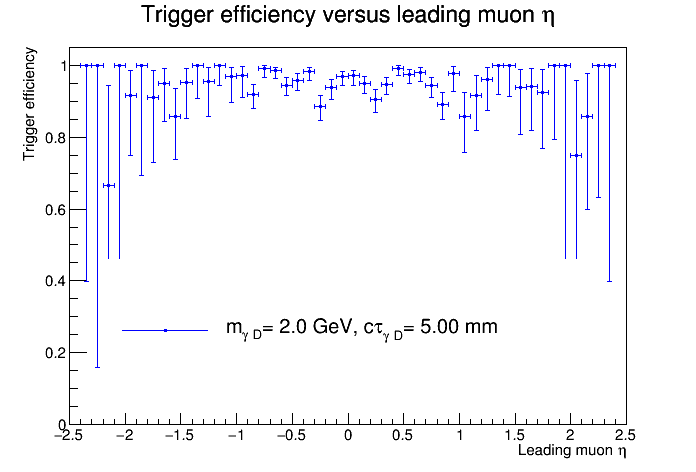 Trigger efficiency versus leading muon η
Trigger efficiency
1
0.8
0.6
0.4
0.2
0
m_γ D= 2.0 GeV, cτ_γ D= 5.00 mm
−2.5 −2 −1.5 −1 −0.5 0 0.5 1 1.5 2 2.5
Leading muon η